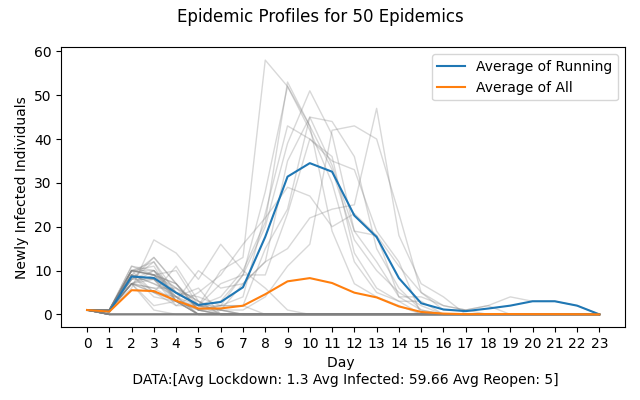 Epidemic Profiles for 50 Epidemics
60
50
40
30
20
10
0
Newly Infected Individuals
Average of Running
Average of All
0 1 2 3 4 5 6 7 8 9 10 11 12 13 14 15 16 17 18 19 20 21 22 23
Day
DATA:[Avg Lockdown: 1.3 Avg Infected: 59.66 Avg Reopen: 5]